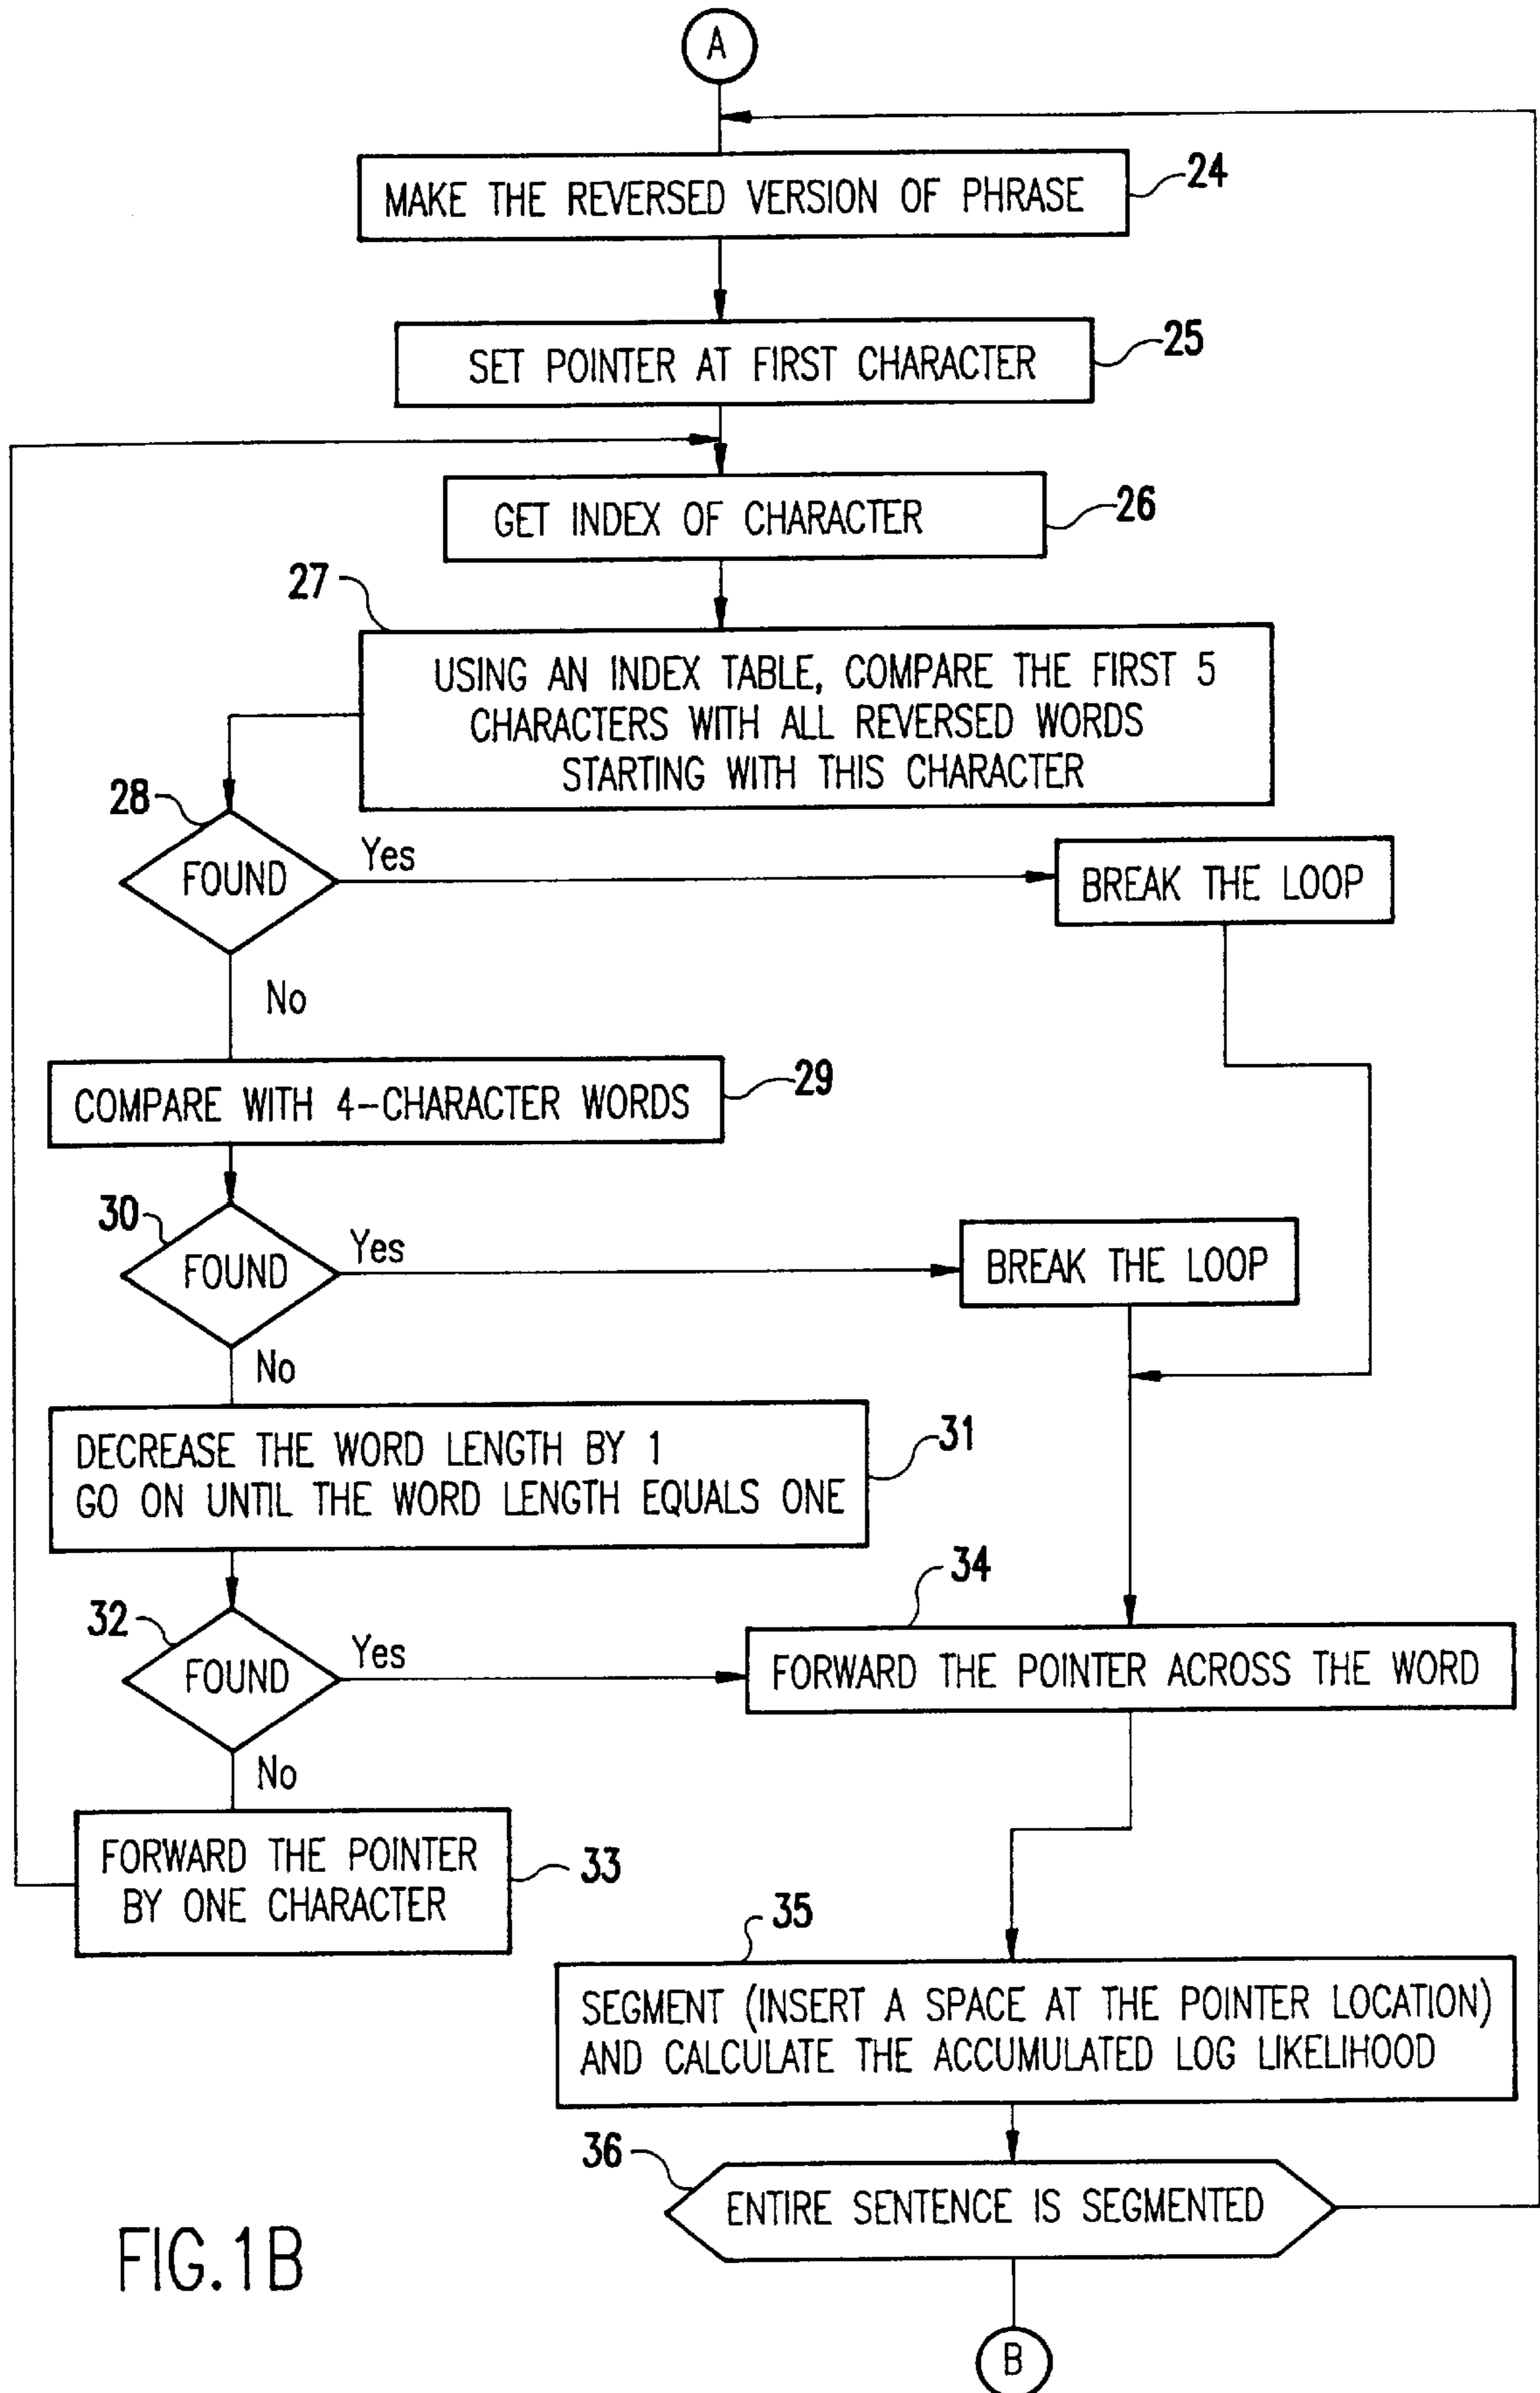 A
MAKE THE REVERSED VERSION OF PHRASE
24
SET POINTER AT FIRST CHARACTER
25
GET INDEX OF CHARACTER
26
27
USING AN INDEX TABLE, COMPARE THE FIRST 5
CHARACTERS WITH ALL REVERSED WORDS
STARTING WITH THIS CHARACTER
28
FOUND
Yes
BREAK THE LOOP
No
COMPARE WITH 4-CHARACTER WORDS
29
30
FOUND
Yes
BREAK THE LOOP
No
DECREASE THE WORD LENGTH BY 1
GO ON UNTIL THE WORD LENGTH EQUALS ONE
31
32
FOUND
Yes
34
FORWARD THE POINTER ACROSS THE WORD
No
FORWARD THE POINTER
BY ONE CHARACTER
33
35
SEGMENT (INSERT A SPACE AT THE POINTER LOCATION)
AND CALCULATE THE ACCUMULATED LOG LIKELIHOOD
36
ENTIRE SENTENCE IS SEGMENTED
FIG.1B
B